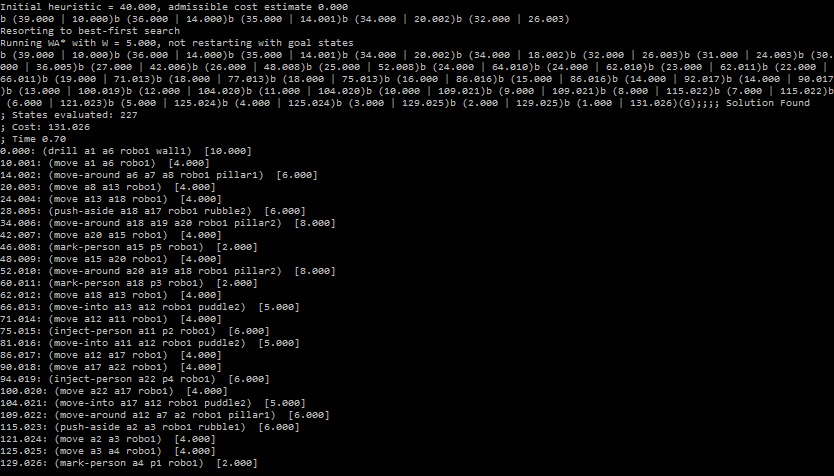 Initial heuristic = 40.000, admissible cost estimate 0.000
b (39.000 | 10.000)b (36.000 | 14.000)b (35.000 | 14.001)b (34.000 | 20.002)b (32.000 | 26.003)
Resorting to best-first search
Running WA* with W = 5.000, not restarting with goal states
b (39.000 | 10.000)b (36.000 | 14.000)b (35.000 | 14.001)b (34.000 | 20.002)b (34.000 | 18.002)b (32.000 | 26.003)b (31.000 | 24.003)b (30.
000 | 36.005)b (27.000 | 42.006)b (26.000 | 48.008)b (25.000 | 52.008)b (24.000 | 64.010)b (24.000 | 62.010)b (23.000 | 62.011)b (22.000 |
66.011)b (19.000 | 71.013)b (18.000 | 77.013)b (18.000 | 75.013)b (16.000 | 86.016)b (15.000 | 86.016)b (14.000 | 92.017)b (14.000 | 90.017
)b (13.000 | 100.019)b (12.000 | 104.020)b (11.000 | 104.020)b (10.000 | 109.021)b (9.000 | 109.021)b (8.000 | 115.022)b (7.000 | 115.022)b
(6.000 | 121.023)b (5.000 | 125.024)b (4.000 | 125.024)b (3.000 | 129.025)b (2.000 | 129.025)b (1.000 | 131.026)(G);;;; Solution Found
; States evaluated: 227
; Cost: 131.026
; Time 0.70
0.000: (drill a1 a6 robo1 wall1)  [10.000]
10.001: (move a1 a6 robo1)  [4.000]
14.002: (move-around a6 a7 a8 robo1 pillar1)  [6.000]
20.003: (move a8 a13 robo1)  [4.000]
24.004: (move a13 a18 robo1)  [4.000]
28.005: (push-aside a18 a17 robo1 rubble2)  [6.000]
34.006: (move-around a18 a19 a20 robo1 pillar2)  [8.000]
42.007: (move a20 a15 robo1)  [4.000]
46.008: (mark-person a15 p5 robo1)  [2.000]
48.009: (move a15 a20 robo1)  [4.000]
52.010: (move-around a20 a19 a18 robo1 pillar2)  [8.000]
60.011: (mark-person a18 p3 robo1)  [2.000]
62.012: (move a18 a13 robo1)  [4.000]
66.013: (move-into a13 a12 robo1 puddle2)  [5.000]
71.014: (move a12 a11 robo1)  [4.000]
75.015: (inject-person a11 p2 robo1)  [6.000]
81.016: (move-into a11 a12 robo1 puddle2)  [5.000]
86.017: (move a12 a17 robo1)  [4.000]
90.018: (move a17 a22 robo1)  [4.000]
94.019: (inject-person a22 p4 robo1)  [6.000]
100.020: (move a22 a17 robo1)  [4.000]
104.021: (move-into a17 a12 robo1 puddle2)  [5.000]
109.022: (move-around a12 a7 a2 robo1 pillar1)  [6.000]
115.023: (push-aside a2 a3 robo1 rubble1)  [6.000]
121.024: (move a2 a3 robo1)  [4.000]
125.025: (move a3 a4 robo1)  [4.000]
129.026: (mark-person a4 p1 robo1)  [2.000]